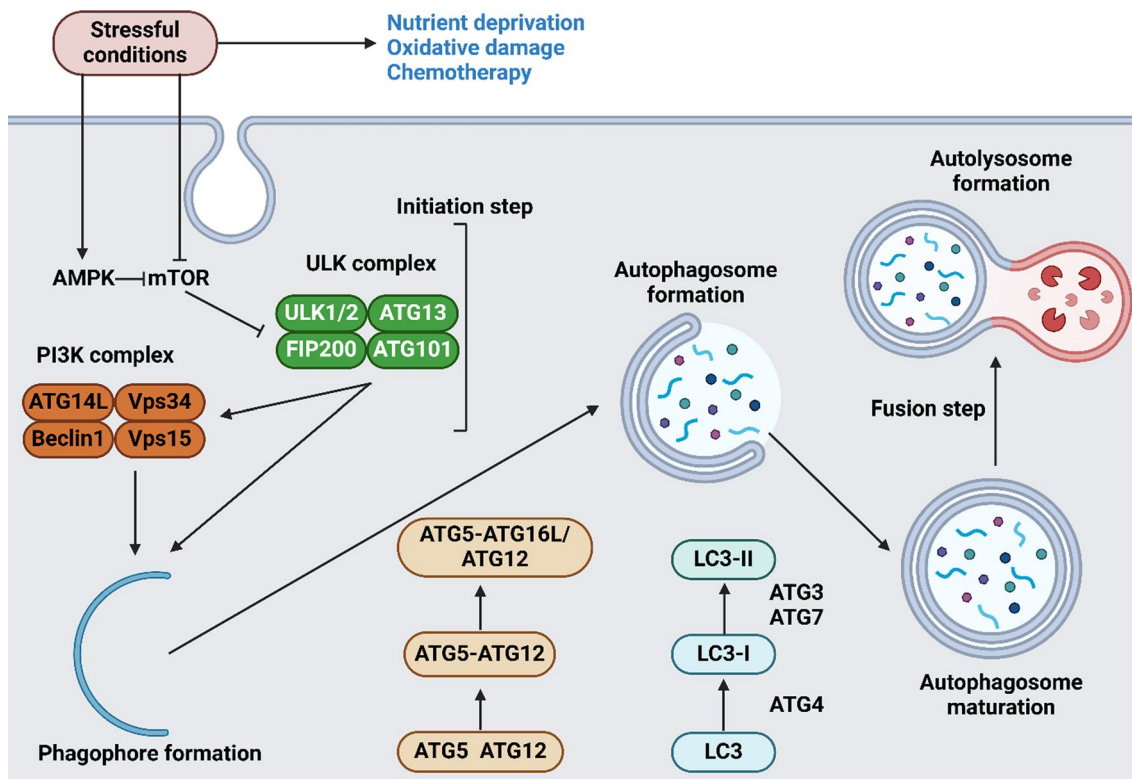 Stressful
conditions
Nutrient deprivation
Oxidative damage
Chemotherapy
Initiation step
AMPK
mTOR
ULK complex
ULK1/2
ATG13
FIP200
ATG101
PI3K complex
ATG14L
Vps34
Beclin1
Vps15
Phagophore formation
ATG5-ATG16L/
ATG12
ATG5-ATG12
ATG5 ATG12
LC3-II
ATG3
ATG7
LC3-I
ATG4
LC3
Autophagosome
formation
Autolysosome
formation
Fusion step
Autophagosome
maturation